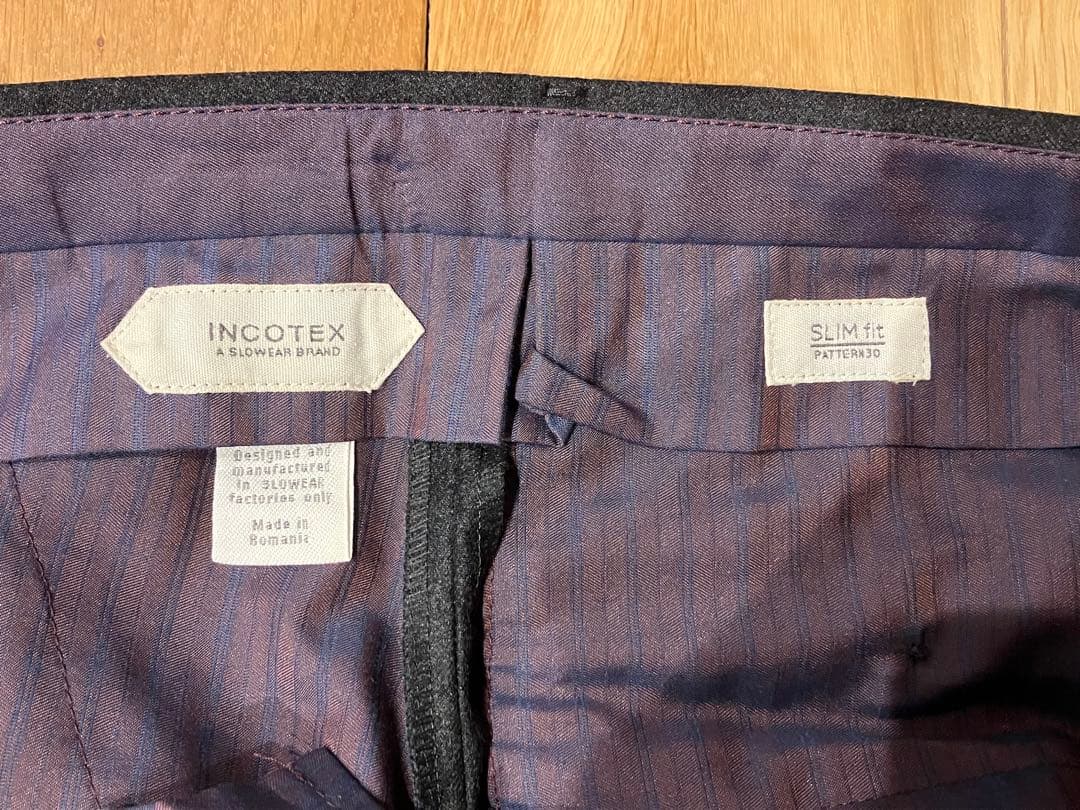 INCOTEX
A SLOWEAR BRAND
SLIM fit
PATTERN30
Designed and
manufactured
in SLOWEAR
factories only
Made in
Romania